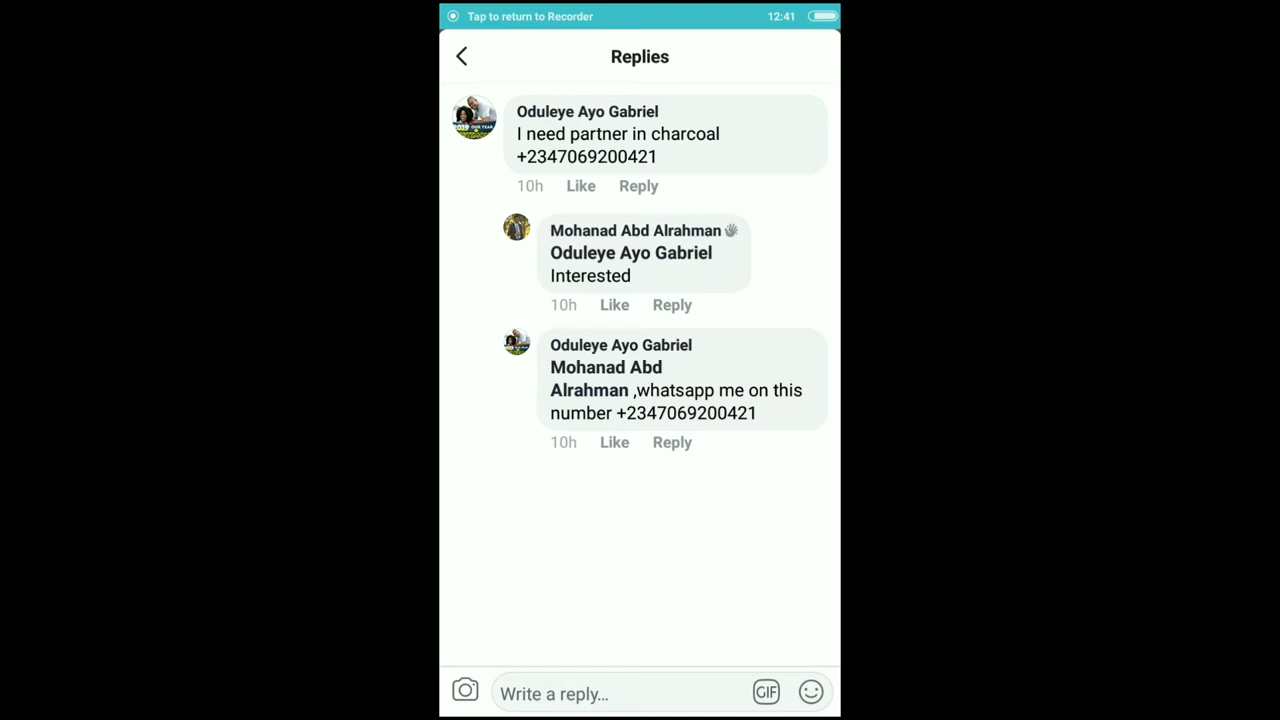 Tap to return to Recorder 12:41
Replies
Oduleye Ayo Gabriel
I need partner in charcoal
+2347069200421
10h Like Reply
Mohanad Abd Alrahman
Oduleye Ayo Gabriel
Interested
10h Like Reply
Oduleye Ayo Gabriel
Mohanad Abd
Alrahman ,whatsapp me on this
number +2347069200421
10h Like Reply
Write a reply...
GIF